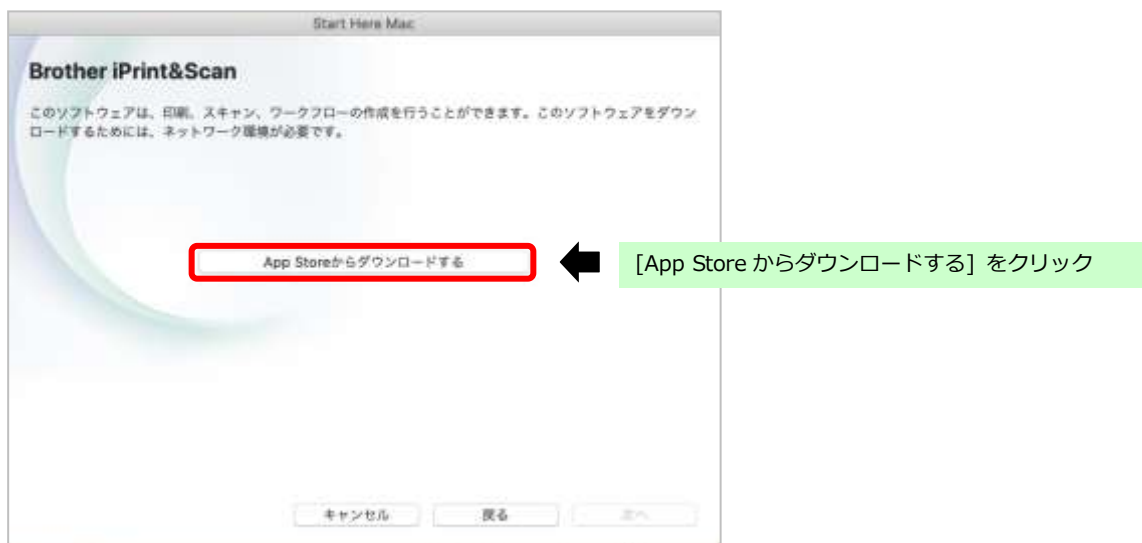 Start Here Mac
Brother iPrint&Scan
このソフトウェアは、印刷、スキャン、ワークフローの作成を行うことができます。このソフトウェアをダウン
ロードするためには、ネットワーク環境が必要です。
App Storeからダウンロードする
[App Store からダウンロードする] をクリック
キャンセル
戻る
次へ